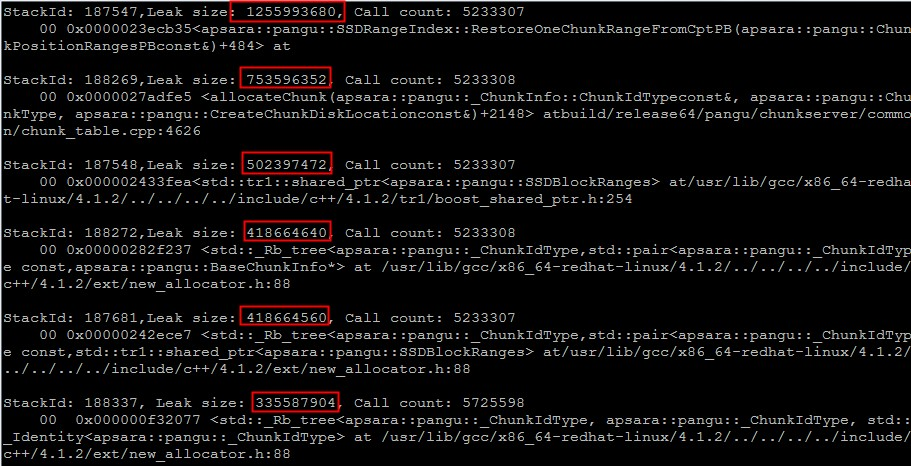 StackId: 187547,Leak size: 1255993680, Call count: 5233307
00 0x0000023ecb35<apsara::pangu::SSDRangeIndex::RestoreOneChunkRangeFromCptPB(apsara::pangu::Chun
kPositionRangesPBconst&)+484> at
StackId: 188269,Leak size: 753596352, Call count: 5233308
00 0x0000027adfe5 <allocateChunk(apsara::pangu::_ChunkInfo::ChunkIdTypeconst&, apsara::pangu::Chu
nkType, apsara::pangu::CreateChunkDiskLocationconst&)+2148> atbuild/release64/pangu/chunkserver/commo
n/chunk_table.cpp:4626
StackId: 187548,Leak size: 502397472, Call count: 5233307
00 0x000002433fea<std::tr1::shared_ptr<apsara::pangu::SSDBlockRanges> at/usr/lib/gcc/x86_64-redha
t-linux/4.1.2/../../../../include/c++/4.1.2/tr1/boost_shared_ptr.h:254
StackId: 188272,Leak size: 418664640, Call count: 5233308
00 0x00000282f237 <std::_Rb_tree<apsara::pangu::_ChunkIdType,std::pair<apsara::pangu::_ChunkIdTyp
e const,apsara::pangu::BaseChunkInfo*> at /usr/lib/gcc/x86_64-redhat-linux/4.1.2/../../../../include/
c++/4.1.2/ext/new_allocator.h:88
StackId: 187681,Leak size: 418664560, Call count: 5233307
00 0x00000242ece7 <std::_Rb_tree<apsara::pangu::_ChunkIdType,std::pair<apsara::pangu::_ChunkIdTyp
e const,std::tr1::shared_ptr<apsara::pangu::SSDBlockRanges> at/usr/lib/gcc/x86_64-redhat-linux/4.1.2/
../../../../include/c++/4.1.2/ext/new_allocator.h:88
StackId: 188337, Leak size: 335587904, Call count: 5725598
00 0x000000f32077 <std::_Rb_tree<apsara::pangu::_ChunkIdType, apsara::pangu::_ChunkIdType, std::
_Identity<apsara::pangu::_ChunkIdType> at /usr/lib/gcc/x86_64-redhat-linux/4.1.2/../../../../include/
c++/4.1.2/ext/new_allocator.h:88